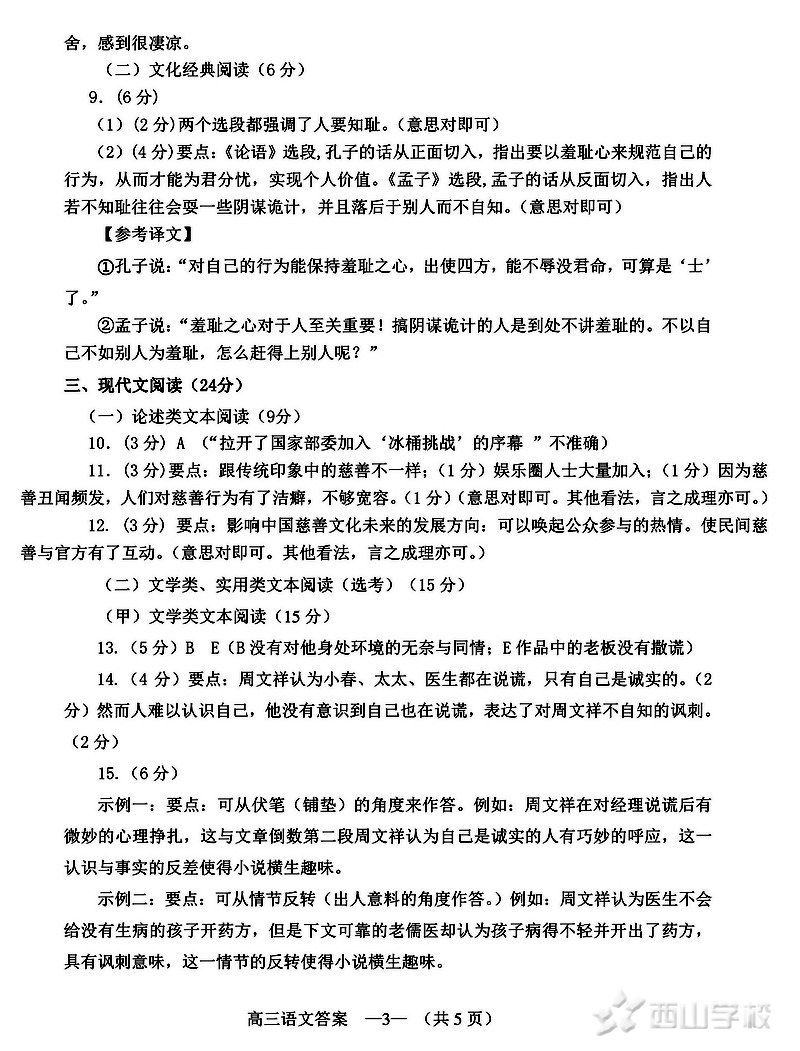 舍，感到很凄凉。
（二）文化经典阅读（6 分）
9．(6 分)
（1）(2 分)两个选段都强调了人要知耻。（意思对即可）
（2）(4 分)要点：《论语》选段,孔子的话从正面切入，指出要以羞耻心来规范自己的
行为，从而才能为君分忧，实现个人价值。《孟子》选段,孟子的话从反面切入，指出人
若不知耻往往会耍一些阴谋诡计，并且落后于别人而不自知。（意思对即可）
【参考译文】
①孔子说：“对自己的行为能保持羞耻之心，出使四方，能不辱没君命，可算是‘士’
了。”
②孟子说：“羞耻之心对于人至关重要！搞阴谋诡计的人是到处不讲羞耻的。不以自
己不如别人为羞耻，怎么赶得上别人呢？”
三、现代文阅读（24分）
（一）论述类文本阅读（9分）
10．(3 分) A （“拉开了国家部委加入‘冰桶挑战’的序幕 ”不准确）
11．(3 分)要点：跟传统印象中的慈善不一样；（1 分）娱乐圈人士大量加入；（1 分）因为慈
善丑闻频发，人们对慈善行为有了洁癖，不够宽容。（1 分）（意思对即可。其他看法，言之成理亦可。）
12．(3 分) 要点：影响中国慈善文化未来的发展方向：可以唤起公众参与的热情。使民间慈
善与官方有了互动。（意思对即可。其他看法，言之成理亦可。）
（二）文学类、实用类文本阅读（选考）（15 分）
（甲）文学类文本阅读（15 分）
13.（5 分）B E（B 没有对他身处环境的无奈与同情；E 作品中的老板没有撒谎）
14.（4 分）要点：周文祥认为小春、太太、医生都在说谎，只有自己是诚实的。（2
分）然而人难以认识自己，他没有意识到自己也在说谎，表达了对周文祥不自知的讽刺。
（2 分）
15.（6 分）
示例一：要点：可从伏笔（铺垫）的角度来作答。例如：周文祥在对经理说谎后有
微妙的心理挣扎，这与文章倒数第二段周文祥认为自己是诚实的人有巧妙的呼应，这一
认识与事实的反差使得小说横生趣味。
示例二：要点：可从情节反转（出人意料的角度作答。）例如：周文祥认为医生不会
给没有生病的孩子开药方，但是下文可靠的老儒医却认为孩子病得不轻并开出了药方，
具有讽刺意味，这一情节的反转使得小说横生趣味。
高三语文答案 —3— （共 5 页）
西山学校